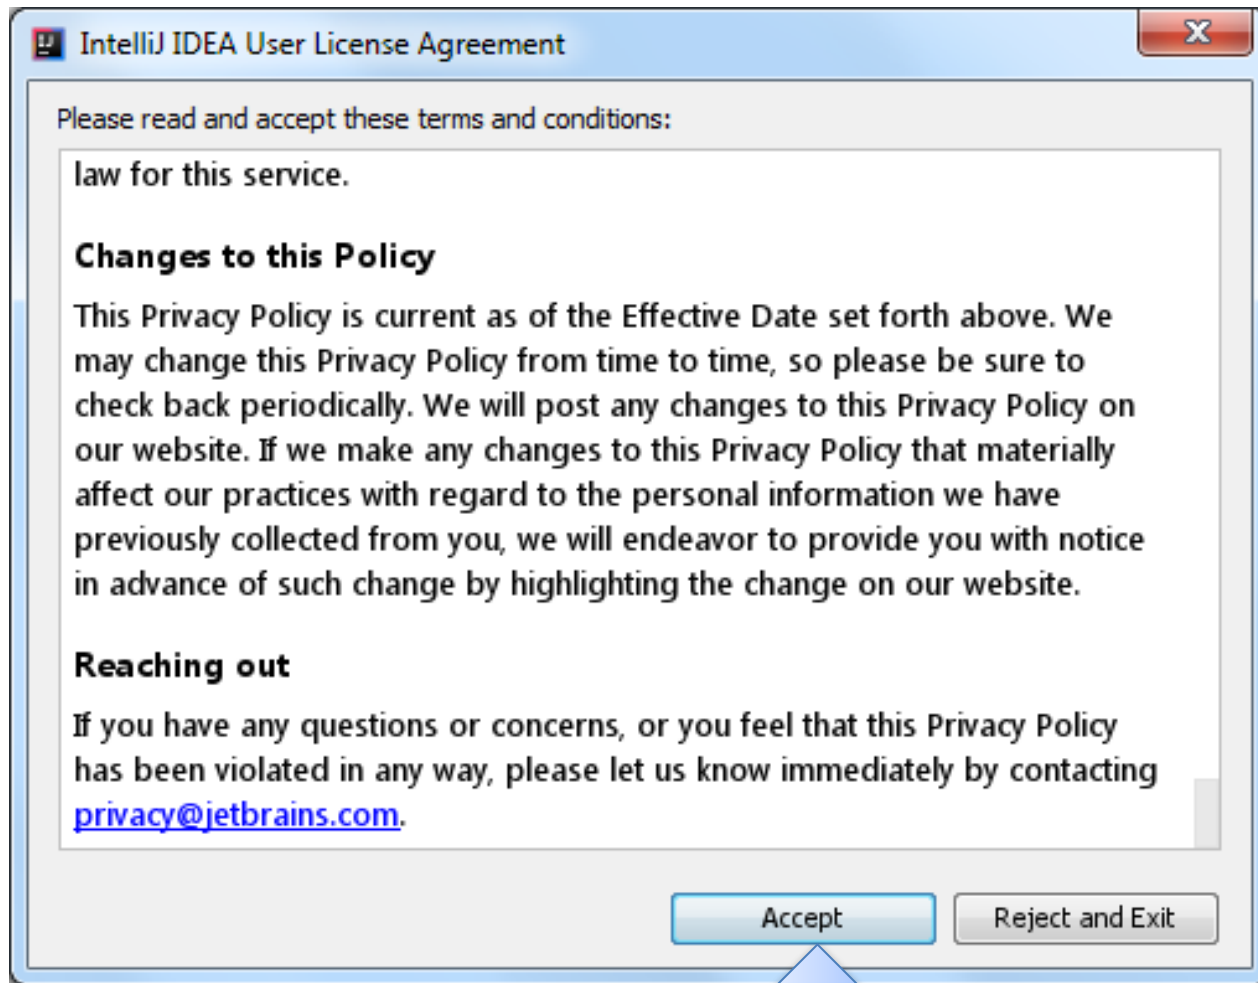 IntelliJ IDEA User License Agreement
Please read and accept these terms and conditions:
law for this service.
Changes to this Policy
This Privacy Policy is current as of the Effective Date set forth above. We
may change this Privacy Policy from time to time, so please be sure to
check back periodically. We will post any changes to this Privacy Policy on
our website. If we make any changes to this Privacy Policy that materially
affect our practices with regard to the personal information we have
previously collected from you, we will endeavor to provide you with notice
in advance of such change by highlighting the change on our website.
Reaching out
If you have any questions or concerns, or you feel that this Privacy Policy
has been violated in any way, please let us know immediately by contacting
privacy@jetbrains.com.
Accept Reject and Exit